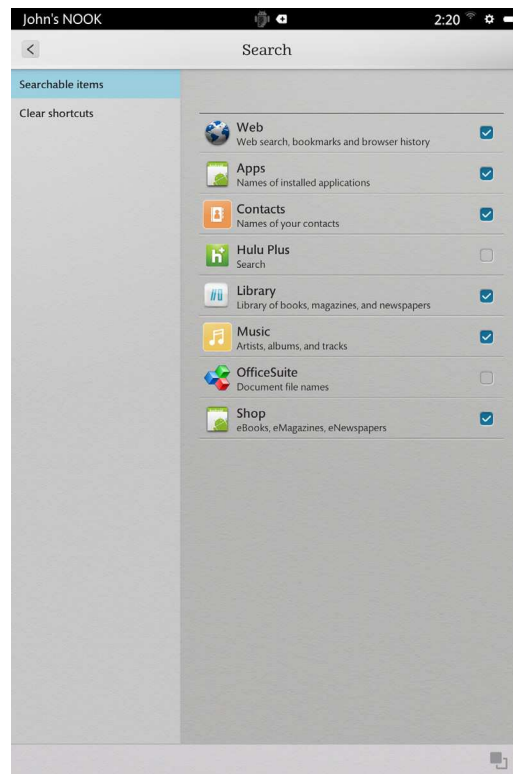 John's NOOK
2:20
Search
Searchable items
Clear shortcuts
Web
Web search, bookmarks and browser history
Apps
Names of installed applications
Contacts
Names of your contacts
Hulu Plus
Search
Library
Library of books, magazines, and newspapers
Music
Artists, albums, and tracks
OfficeSuite
Document file names
Shop
eBooks, eMagazines, eNewspapers